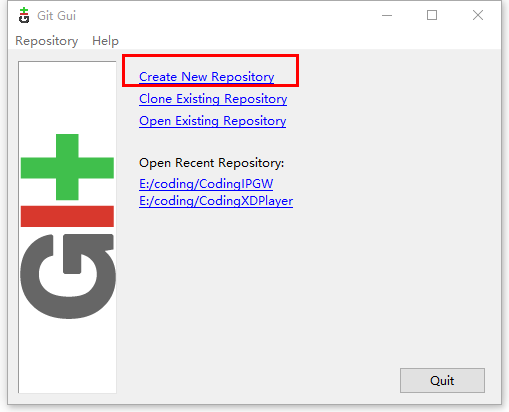 Git Gui
Repository Help
Create New Repository
Clone Existing Repository
Open Existing Repository
Open Recent Repository:
E:/coding/CodingIPGW
E:/coding/CodingXDPlayer
GIt
Quit